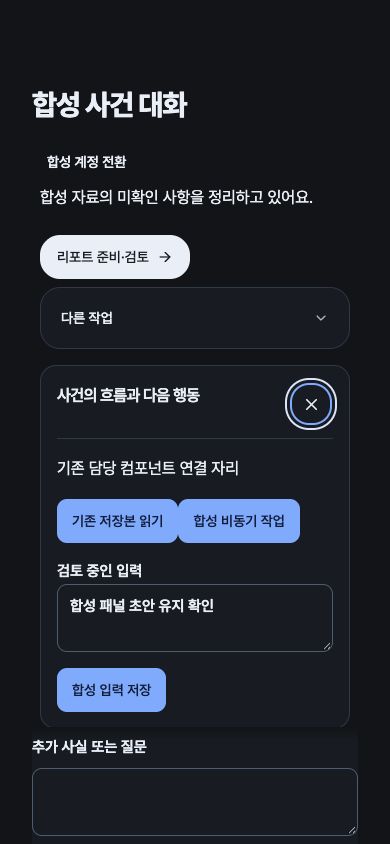 합성 사건 대화
합성 계정 전환
합성 자료의 미확인 사항을 정리하고 있어요.
리포트 준비·검토 →
다른 작업
사건의 흐름과 다음 행동
기존 담당 컴포넌트 연결 자리
기존 저장본 읽기 합성 비동기 작업
검토 중인 입력
합성 패널 초안 유지 확인
합성 입력 저장
추가 사실 또는 질문